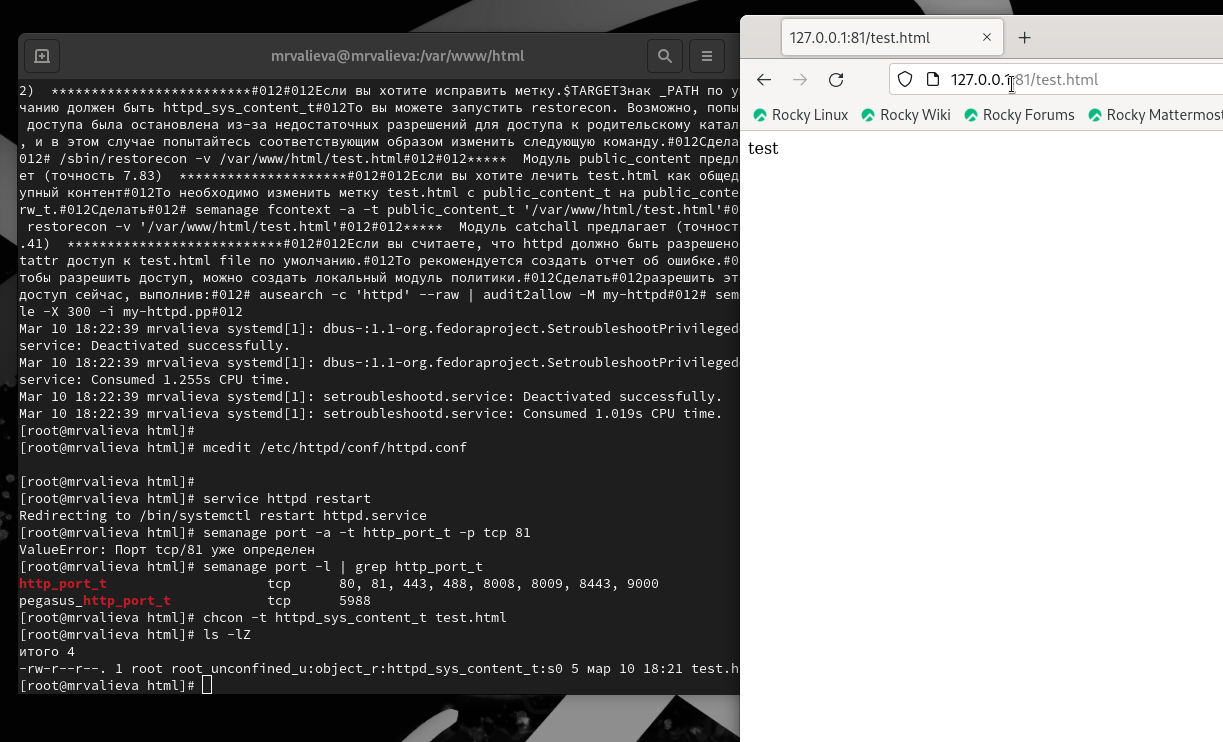 mrvalieva@mrvalieva:/var/www/html
2)  *************************#012#012Если вы хотите исправить метку.$TARGETЗнак _PATH по у
чанию должен быть httpd_sys_content_t#012То вы можете запустить restorecon. Возможно, попы
 доступа была остановлена из-за недостаточных разрешений для доступа к родительскому катал
, и в этом случае попытайтесь соответствующим образом изменить следующую команду.#012Сдела
012# /sbin/restorecon -v /var/www/html/test.html#012#012*****  Модуль public_content предл
ет (точность 7.83)  *********************#012#012Если вы хотите лечить test.html как общед
упный контент#012То необходимо изменить метку test.html с public_content_t на public_conte
rw_t.#012Сделать#012# semanage fcontext -a -t public_content_t '/var/www/html/test.html'#0
 restorecon -v '/var/www/html/test.html'#012#012*****  Модуль catchall предлагает (точност
.41)  ***************************#012#012Если вы считаете, что httpd должно быть разрешено
tattr доступ к test.html file по умолчанию.#012То рекомендуется создать отчет об ошибке.#0
тобы разрешить доступ, можно создать локальный модуль политики.#012Сделать#012разрешить эт
доступ сейчас, выполнив:#012# ausearch -c 'httpd' --raw | audit2allow -M my-httpd#012# sem
le -X 300 -i my-httpd.pp#012
Mar 10 18:22:39 mrvalieva systemd[1]: dbus-:1.1-org.fedoraproject.SetroubleshootPrivileged
service: Deactivated successfully.
Mar 10 18:22:39 mrvalieva systemd[1]: dbus-:1.1-org.fedoraproject.SetroubleshootPrivileged
service: Consumed 1.255s CPU time.
Mar 10 18:22:39 mrvalieva systemd[1]: setroubleshootd.service: Deactivated successfully.
Mar 10 18:22:39 mrvalieva systemd[1]: setroubleshootd.service: Consumed 1.019s CPU time.
[root@mrvalieva html]#
[root@mrvalieva html]# mcedit /etc/httpd/conf/httpd.conf
[root@mrvalieva html]#
[root@mrvalieva html]# service httpd restart
Redirecting to /bin/systemctl restart httpd.service
[root@mrvalieva html]# semanage port -a -t http_port_t -p tcp 81
ValueError: Порт tcp/81 уже определен
[root@mrvalieva html]# semanage port -l | grep http_port_t
http_port_t                    tcp      80, 81, 443, 488, 8008, 8009, 8443, 9000
pegasus_http_port_t            tcp      5988
[root@mrvalieva html]# chcon -t httpd_sys_content_t test.html
[root@mrvalieva html]# ls -lZ
итого 4
-rw-r--r--. 1 root root unconfined_u:object_r:httpd_sys_content_t:s0 5 мар 10 18:21 test.h
[root@mrvalieva html]#
127.0.0.1:81/test.html
127.0.0.1:81/test.html
Rocky Linux Rocky Wiki Rocky Forums Rocky Mattermost
test